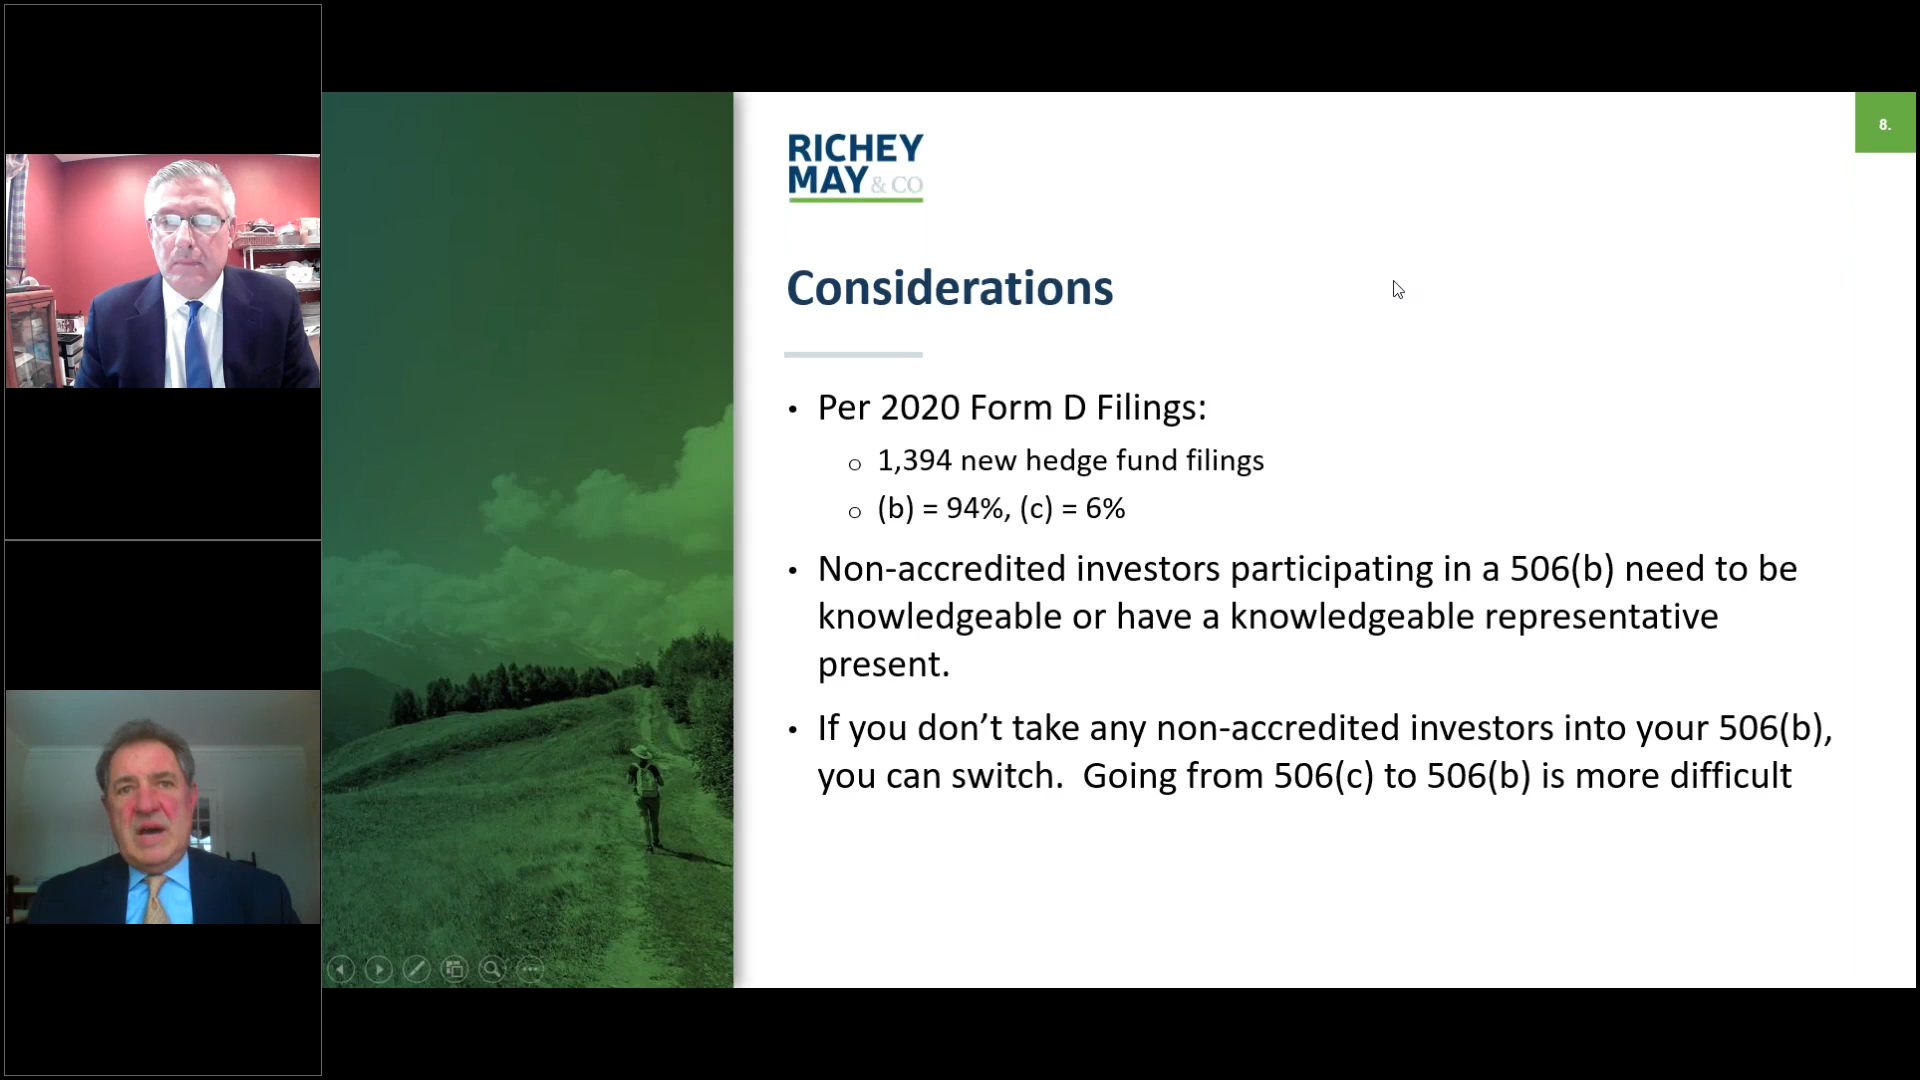 RICHEY
MAY & CO
8.
Considerations
• Per 2020 Form D Filings:
o 1,394 new hedge fund filings
o (b) = 94%, (c) = 6%
• Non-accredited investors participating in a 506(b) need to be
knowledgeable or have a knowledgeable representative
present.
• If you don’t take any non-accredited investors into your 506(b),
you can switch.  Going from 506(c) to 506(b) is more difficult